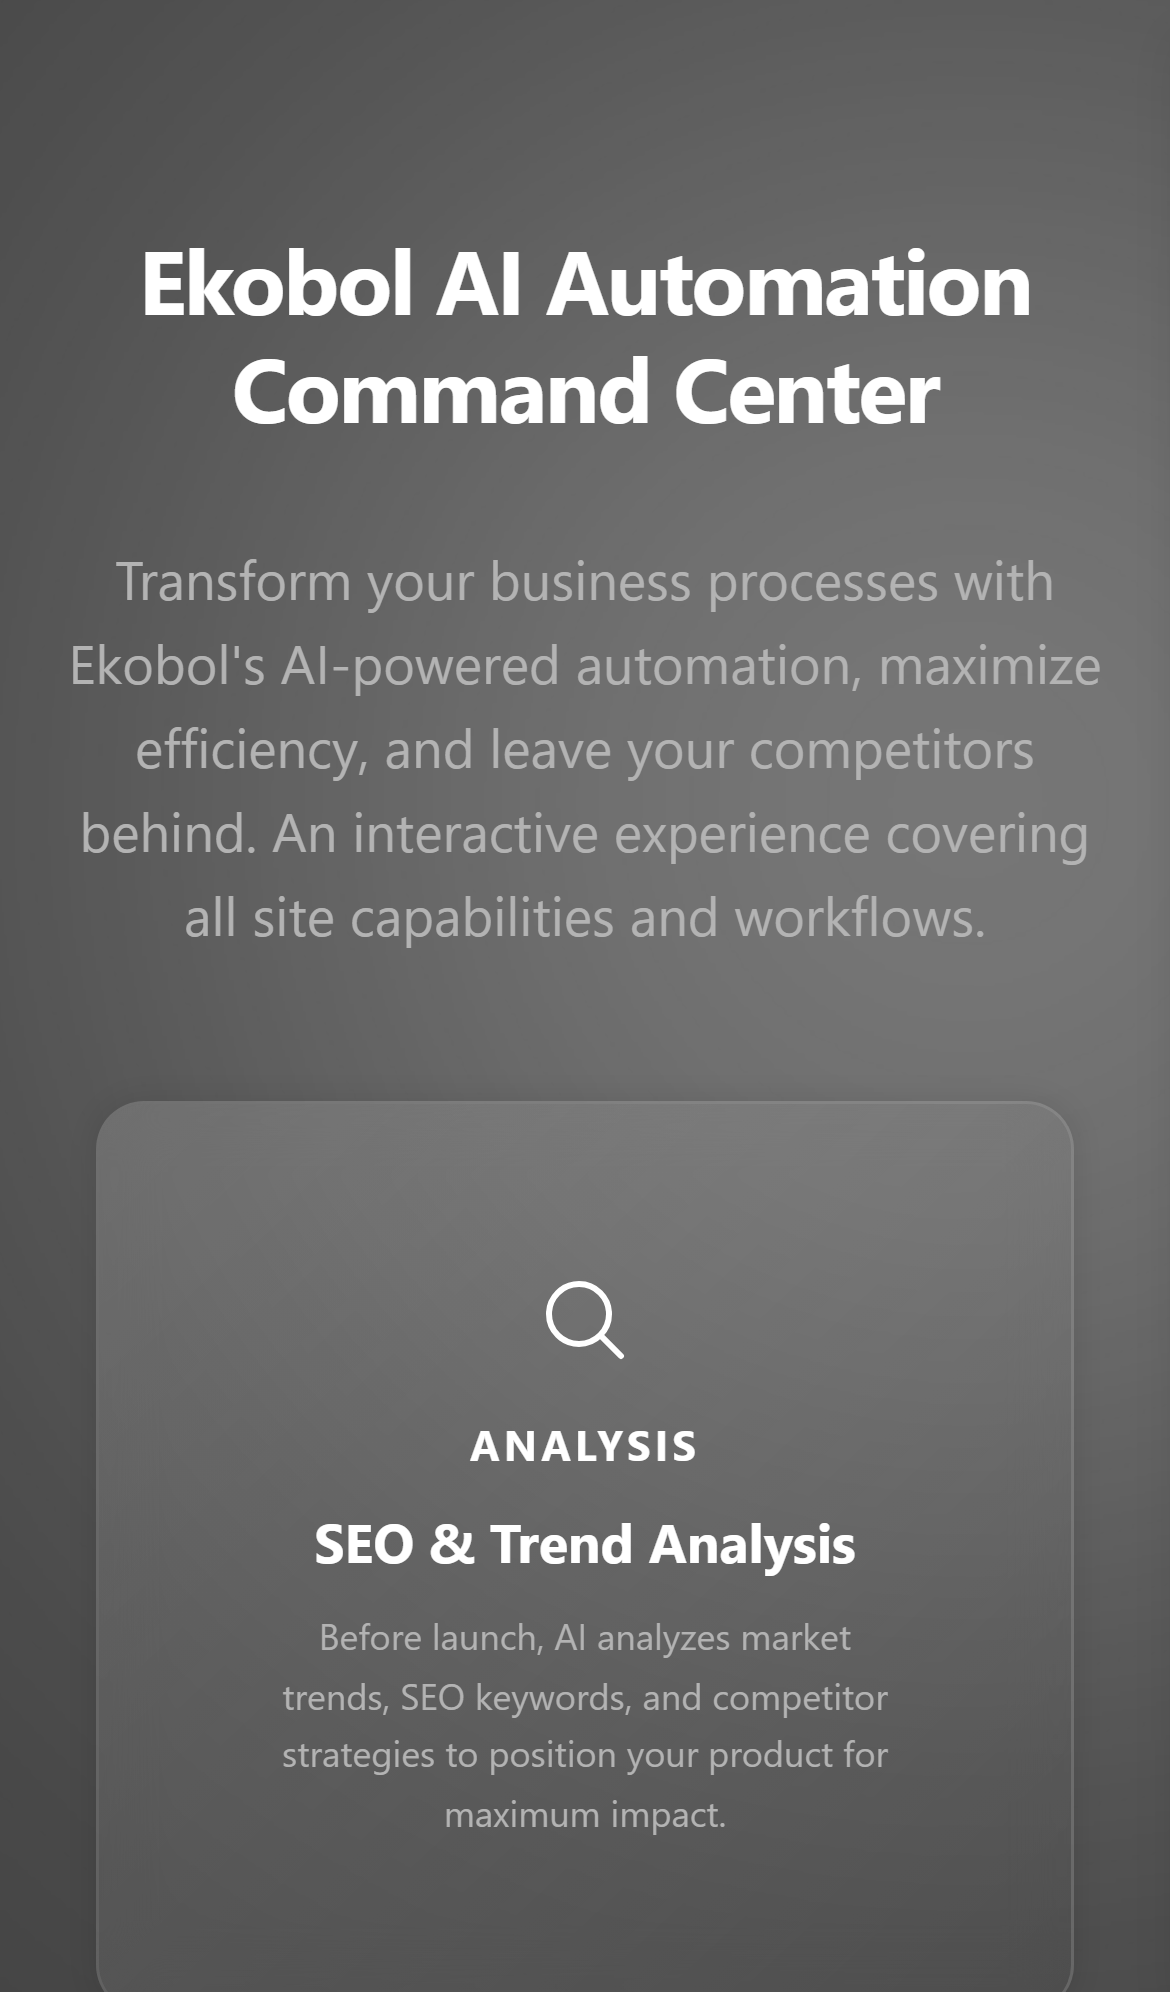 Ekobol AI Automation
Command Center
Transform your business processes with
Ekobol's AI-powered automation, maximize
efficiency, and leave your competitors
behind. An interactive experience covering
all site capabilities and workflows.
ANALYSIS
SEO & Trend Analysis
Before launch, AI analyzes market
trends, SEO keywords, and competitor
strategies to position your product for
maximum impact.